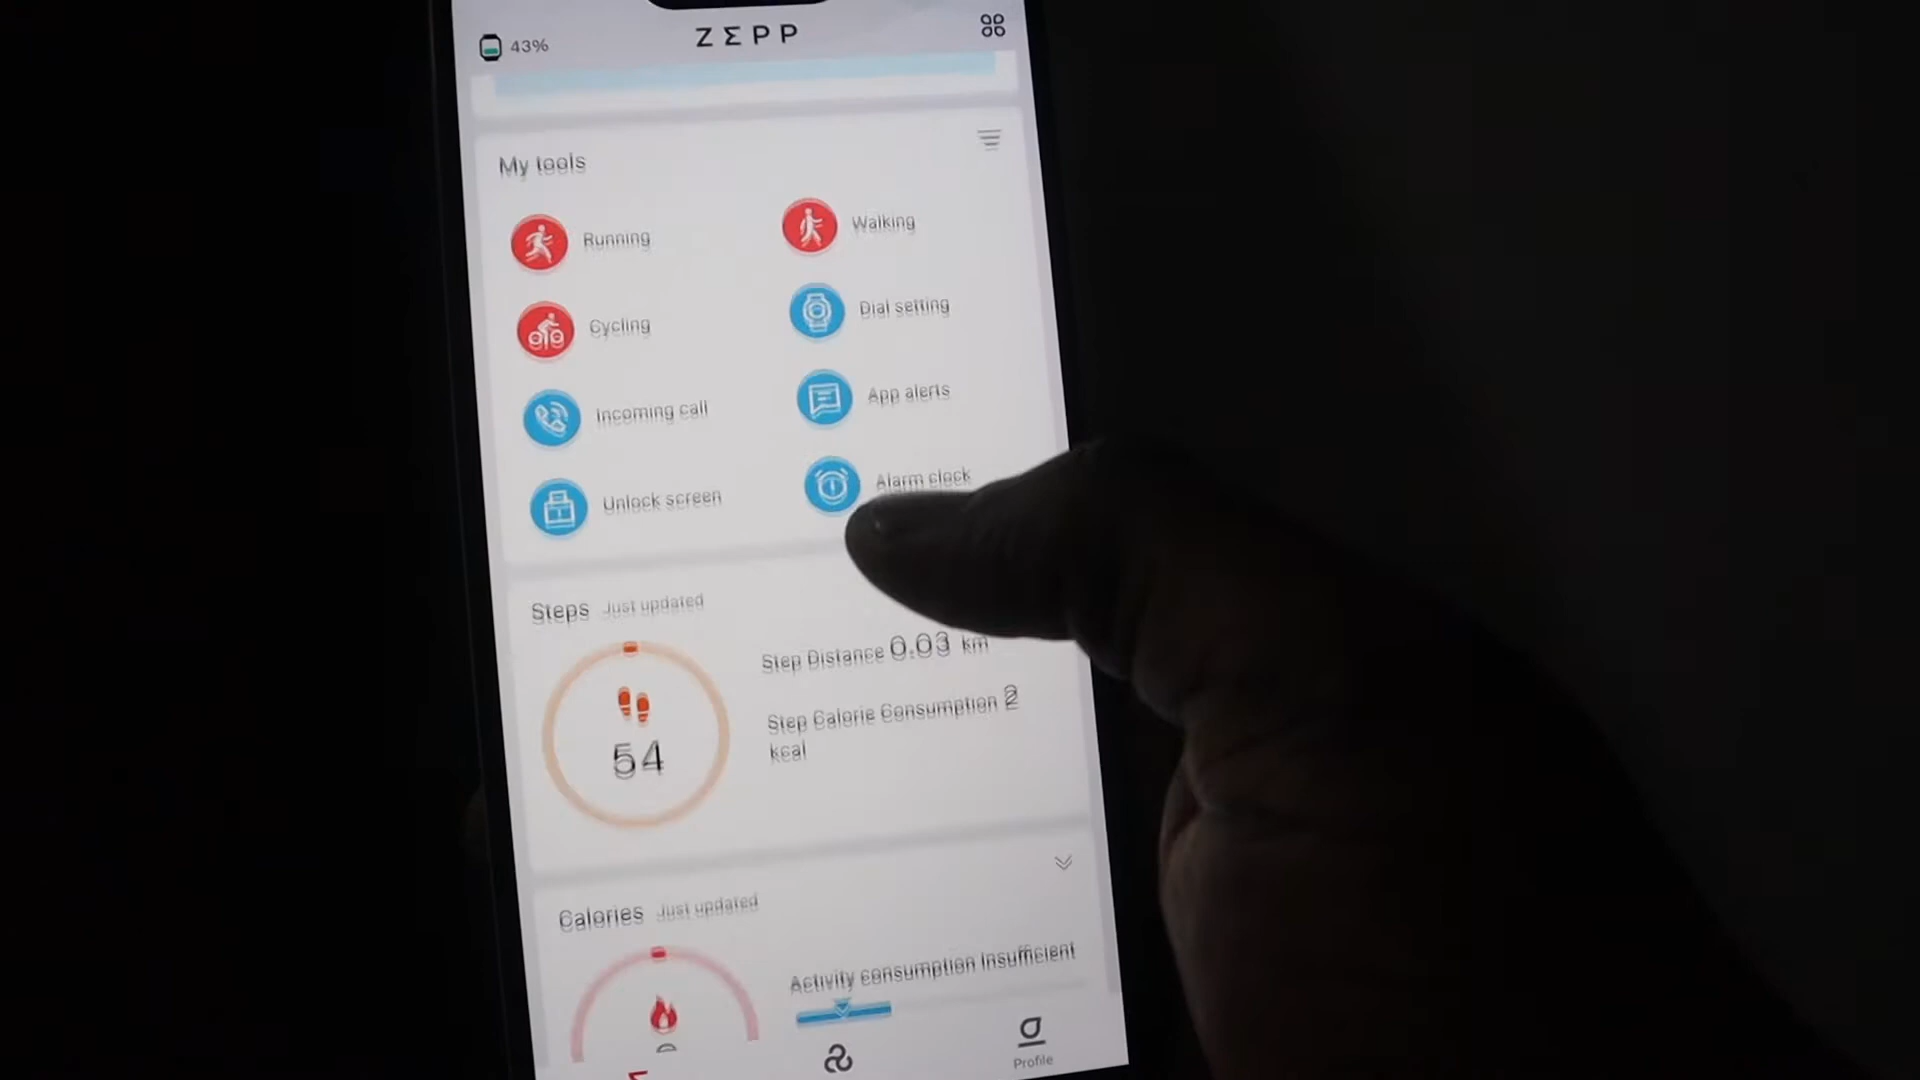 43%
ZΣPP
My tools
Running
Walking
Cycling
Dial setting
Incoming call
App alerts
Unlock screen
Alarm clock
Steps Just updated
54
Step Distance 0.03 km
Step Calorie Consumption 2
kcal
Calories Just updated
Activity consumption Insufficient
Profile